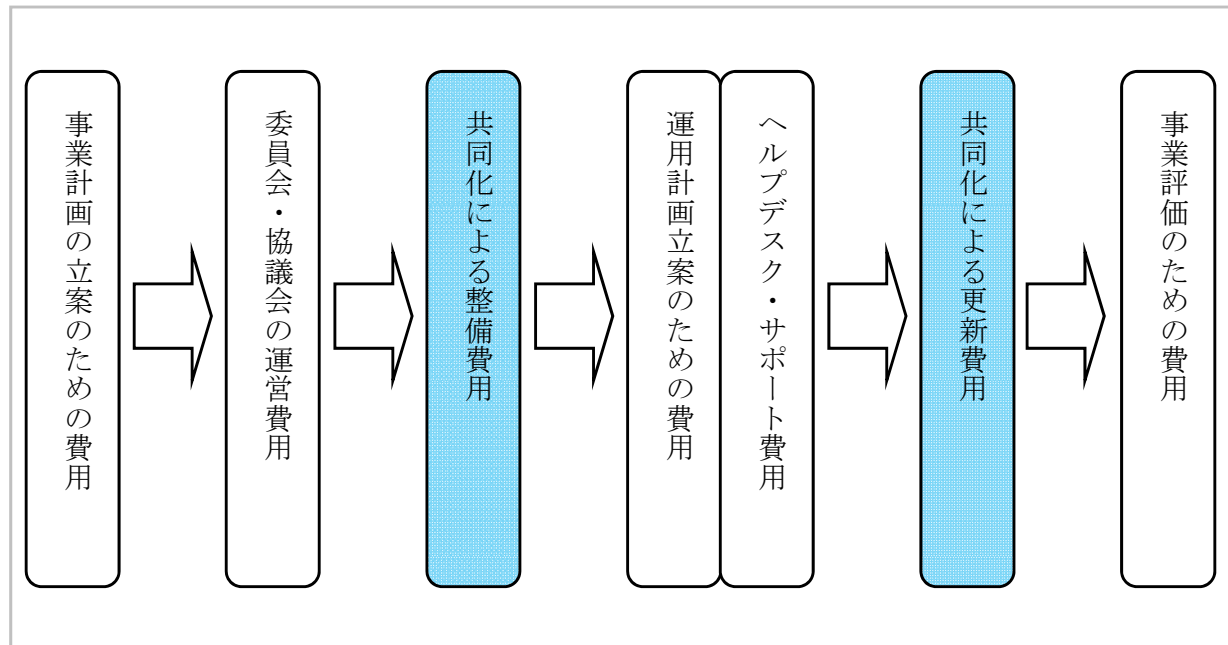 事業計画の立案のための費用
委員会・協議会の運営費用
共同化による整備費用
運用計画立案のための費用
ヘルプデスク・サポート費用
共同化による更新費用
事業評価のための費用